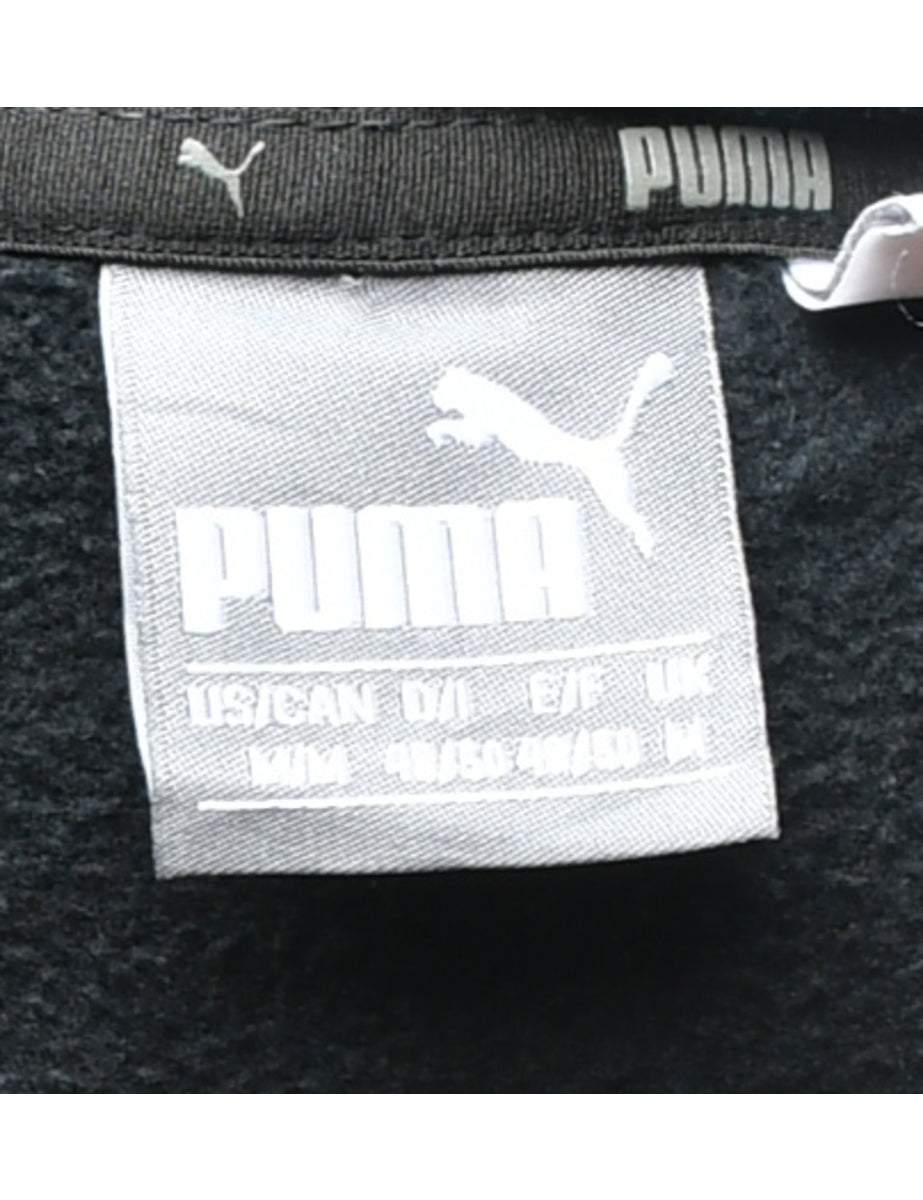 PUMA
PUMA
US/CAN D/I E/F UK
M/M 48/50 48/50 M